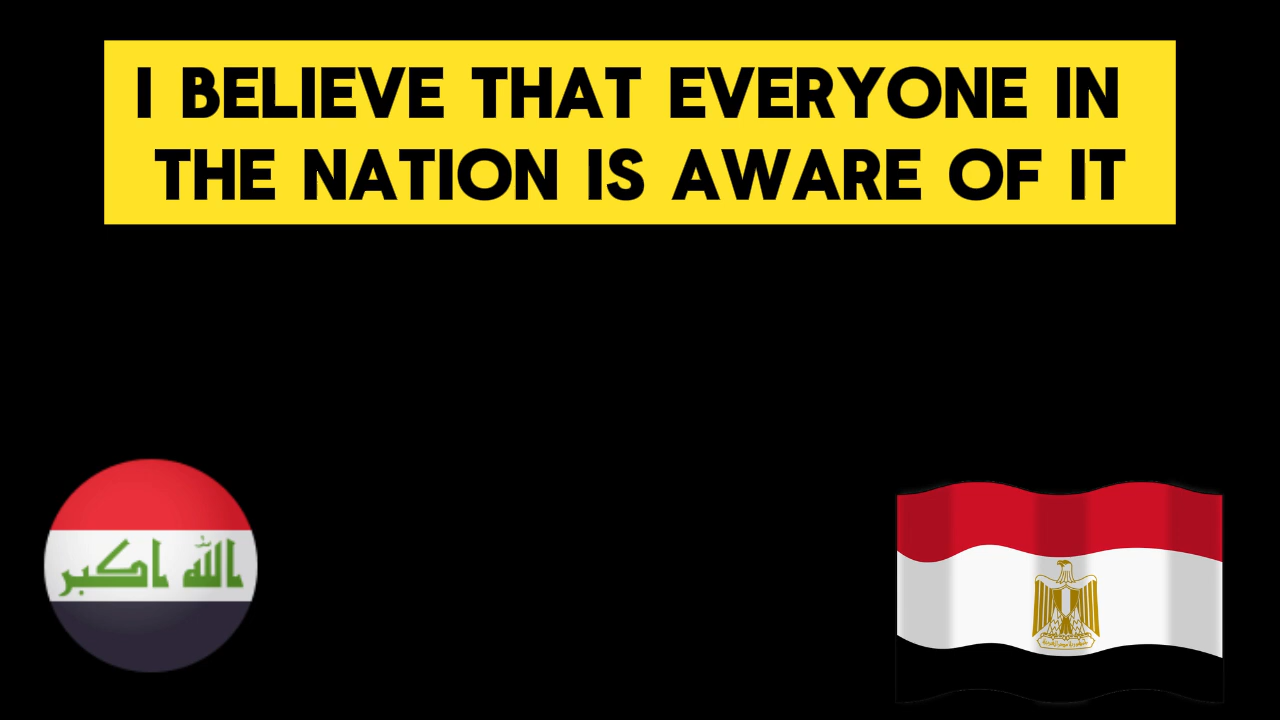 I BELIEVE THAT EVERYONE IN
THE NATION IS AWARE OF IT
الله اكبر